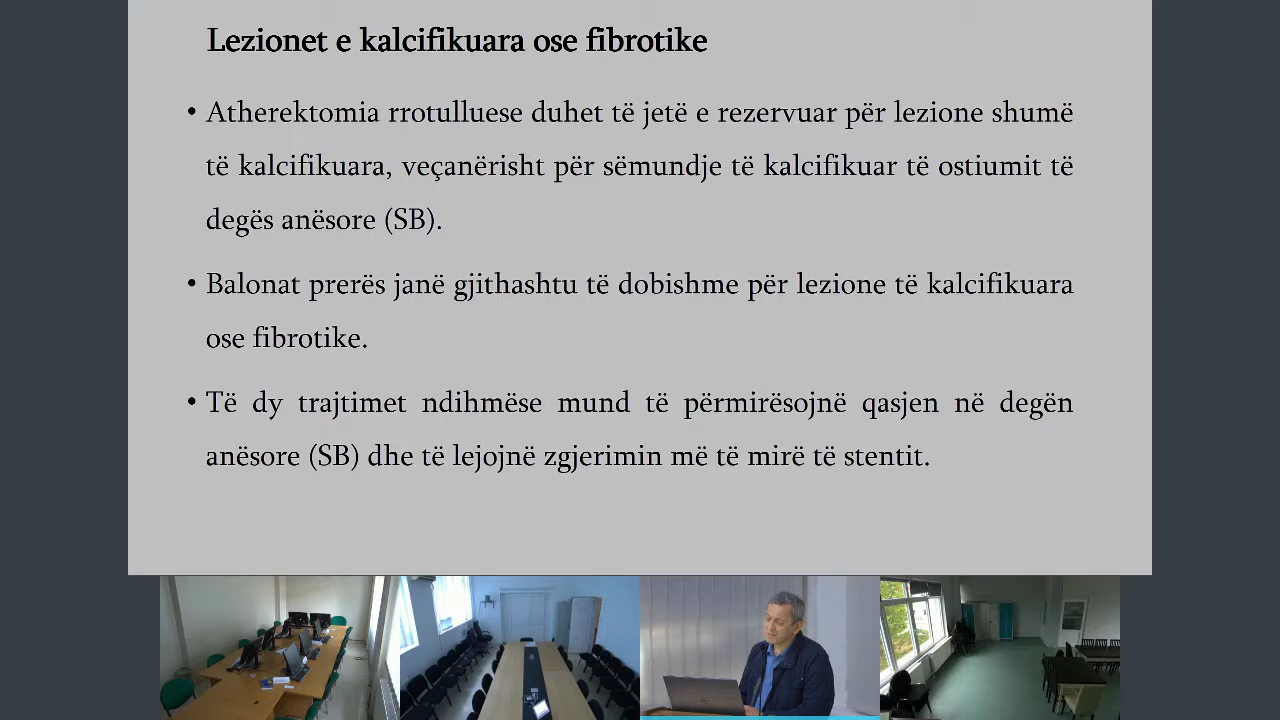 Lezionet e kalcifikuara ose fibrotike
• Atherektomia rrotulluese duhet të jetë e rezervuar për lezione shumë
të kalcifikuara, veçanërisht për sëmundje të kalcifikuar të ostiumit të
degës anësore (SB).
• Balonat prerës janë gjithashtu të dobishme për lezione të kalcifikuara
ose fibrotike.
• Të dy trajtimet ndihmëse mund të përmirësojnë qasjen në degën
anësore (SB) dhe të lejojnë zgjerimin më të mirë të stentit.